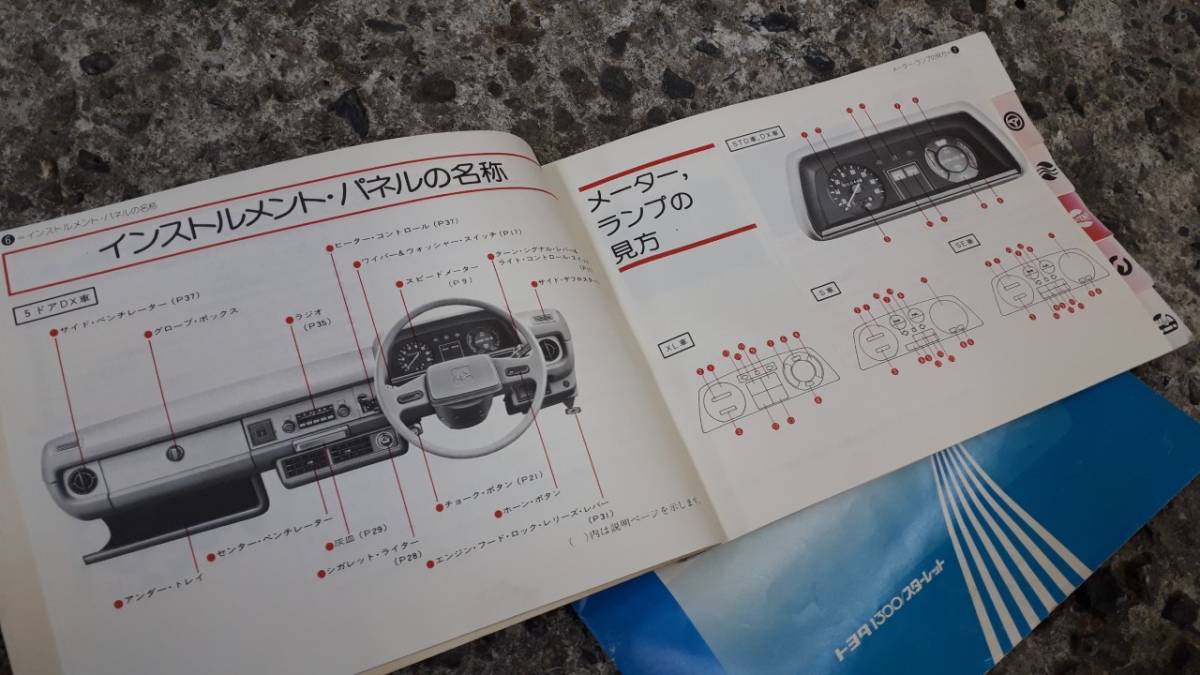 6 =インストルメント・パネルの名称
インストルメント・パネルの名称
5ドアDX車
サイド・ベンチレーター(P37)
グローブ・ボックス
ラジオ
(P35)
ヒーター・コントロール(P37)
ワイパー&ウォッシャー・スイッチ(P17)
スピードメーター
(P9)
ターン・シグナル・レバー&
ライト・コントロール・スイッチ
サイド・デフロスター
アンダー・トレイ
センター・ベンチレーター
灰皿(P29)
シガレット・ライター
(P28)
チョーク・ボタン(P21)
ホーン・ボタン
エンジン・フード・ロック・レリーズ・レバー
(P31)
( )内は説明ページを示します
メーター・ランプの見方= 7
メーター,
ランプの
見方
STD車,DX車
XL車
S車
SE車
トヨタ1300スターレット